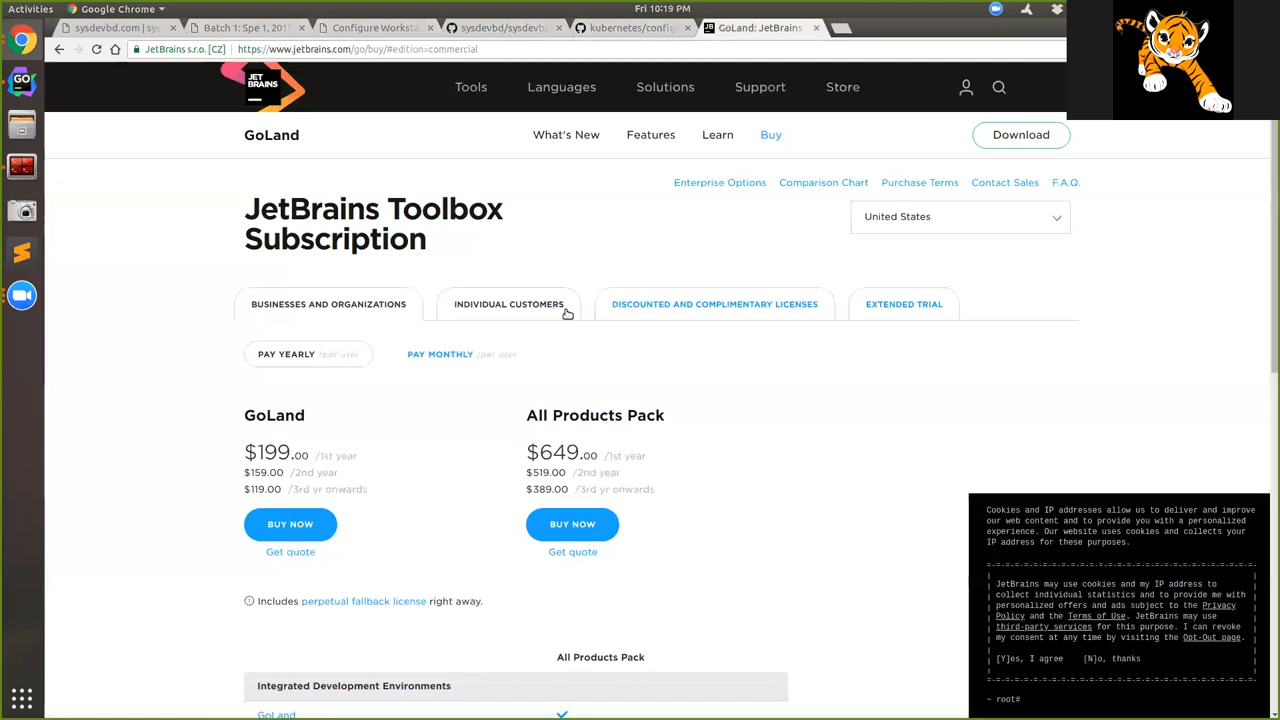 Activities
Google Chrome
Fri 10:19 PM
sysdevbd.com | sys
Batch 1: Spe 1, 201
Configure Worksta
sysdevbd/sysdevb
kubernetes/config
GoLand: JetBrains
JetBrains s.r.o. [CZ]
https://www.jetbrains.com/go/buy/#edition=commercial
JET
BRAINS
Tools
Languages
Solutions
Support
Store
GoLand
What's New
Features
Learn
Buy
Download
Enterprise Options
Comparison Chart
Purchase Terms
Contact Sales
F.A.Q.
JetBrains Toolbox
Subscription
United States
BUSINESSES AND ORGANIZATIONS
INDIVIDUAL CUSTOMERS
DISCOUNTED AND COMPLIMENTARY LICENSES
EXTENDED TRIAL
PAY YEARLY /per user
PAY MONTHLY /per user
GoLand
$199.00 /1st year
$159.00 /2nd year
$119.00 /3rd yr onwards
BUY NOW
Get quote
All Products Pack
$649.00 /1st year
$519.00 /2nd year
$389.00 /3rd yr onwards
BUY NOW
Get quote
Includes perpetual fallback license right away.
All Products Pack
Integrated Development Environments
GoLand
Cookies and IP addresses allow us to deliver and improve
our web content and to provide you with a personalized
experience. Our website uses cookies and collects your
IP address for these purposes.
JetBrains may use cookies and my IP address to
collect individual statistics and to provide me with
personalized offers and ads subject to the Privacy
Policy and the Terms of Use. JetBrains may use
third-party services for this purpose. I can revoke
my consent at any time by visiting the Opt-Out page.
[Y]es, I agree [N]o, thanks
~ root#